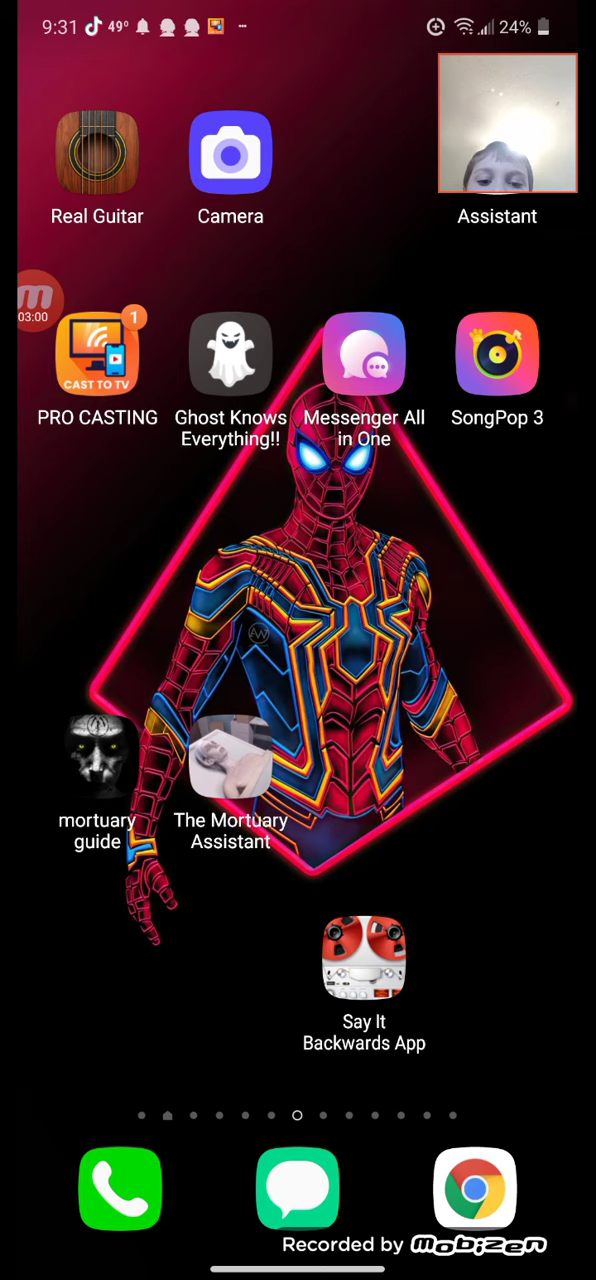 9:31
49°
24%
Real Guitar
Camera
Assistant
03:00
1
CAST TO TV
PRO CASTING
Ghost Knows
Everything!!
Messenger All
in One
SongPop 3
AW
mortuary
guide
The Mortuary
Assistant
Say It
Backwards App
Recorded by mobizen